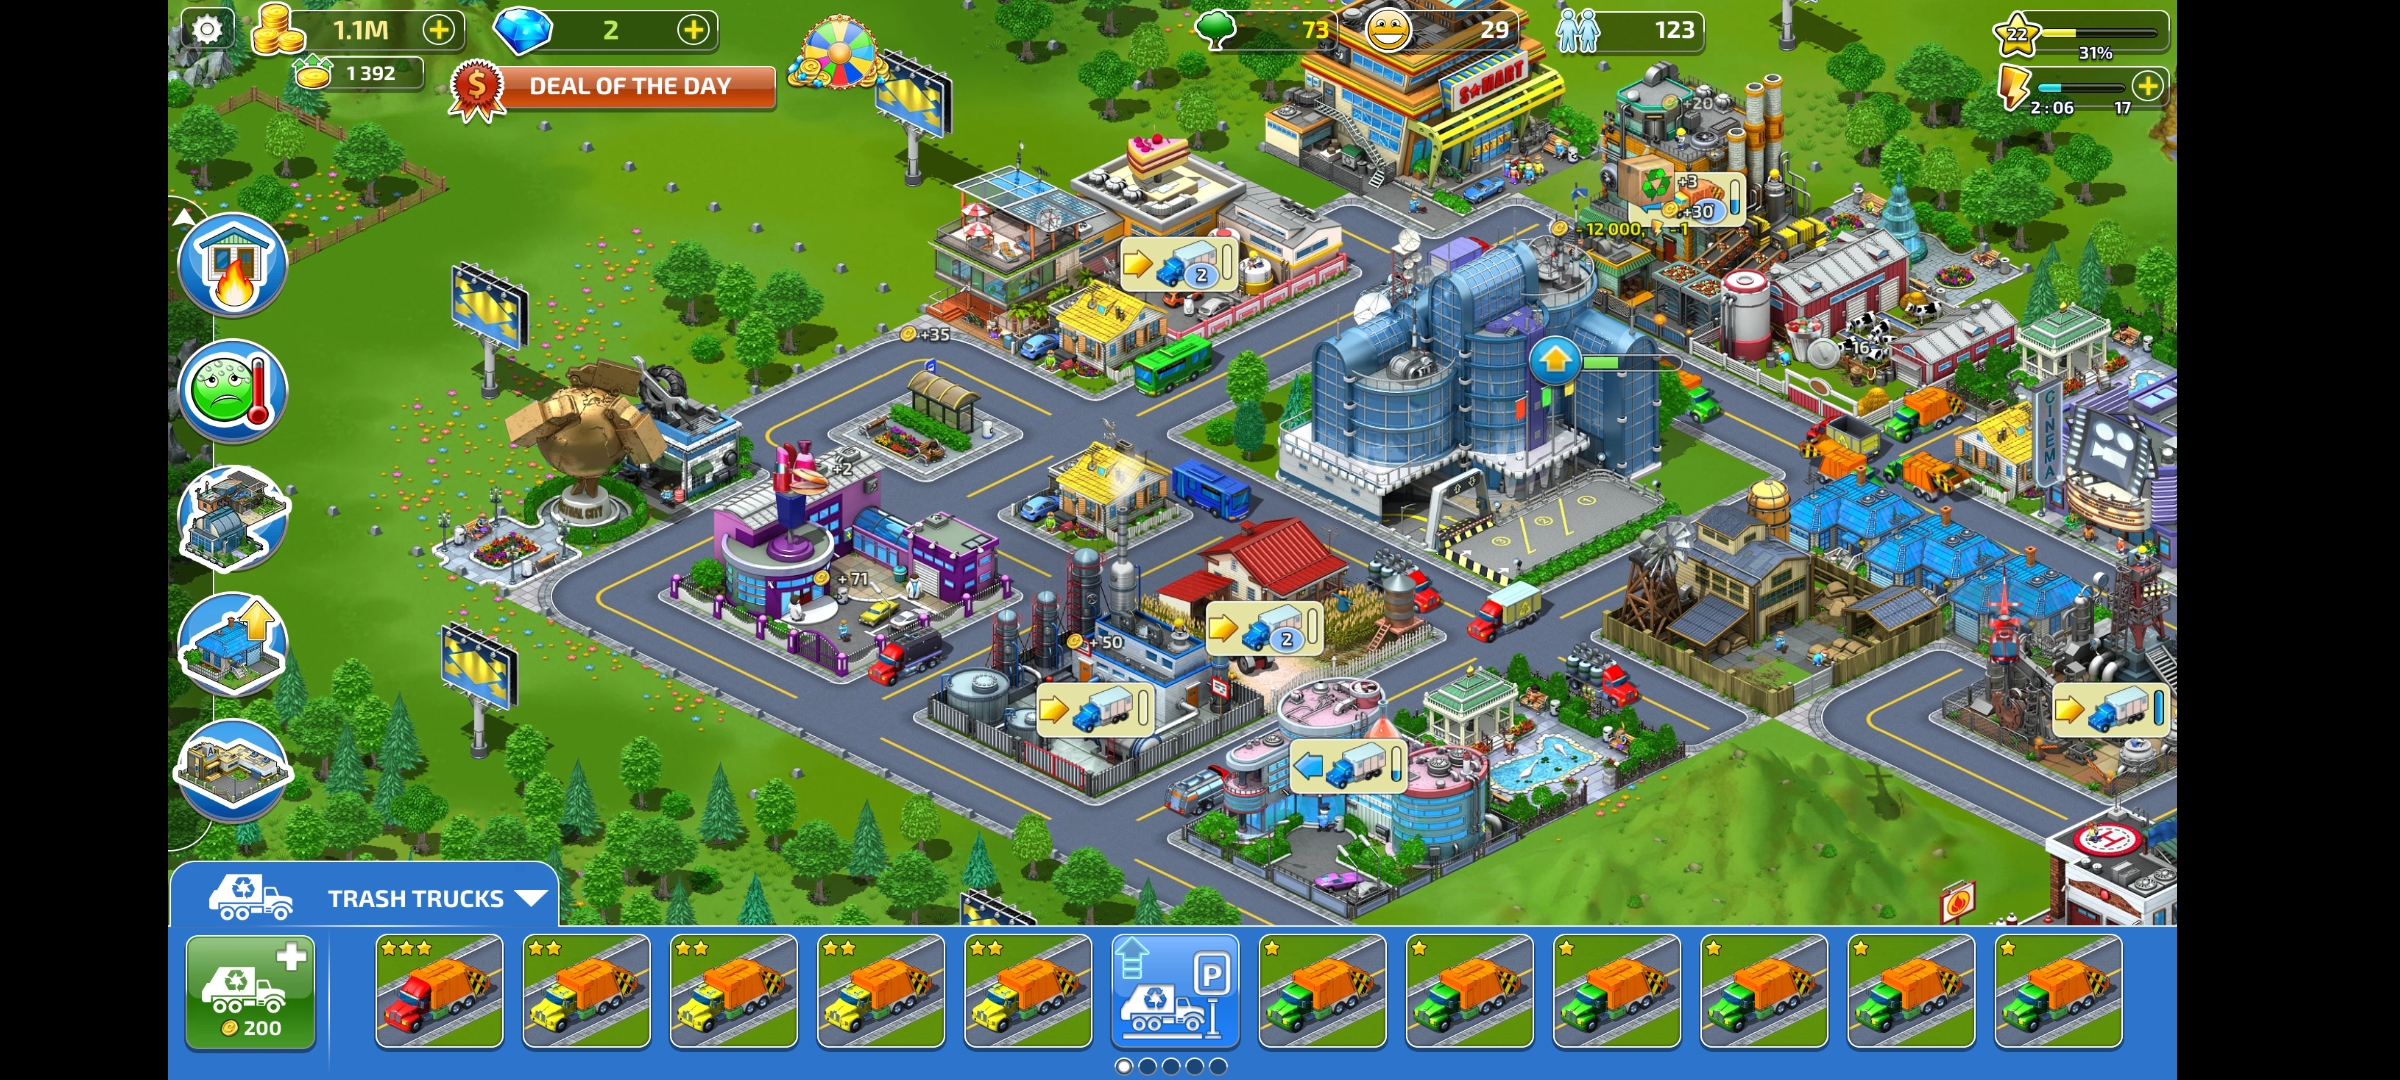 1.1M
2
73
29
123
22
31%
1 392
DEAL OF THE DAY
2:06
17
S★MART
+20
+3
+30
- 12 000,
- 1
2
+35
-16
CINEMA
+2
+71
+50
2
TRASH TRUCKS
200
P
H